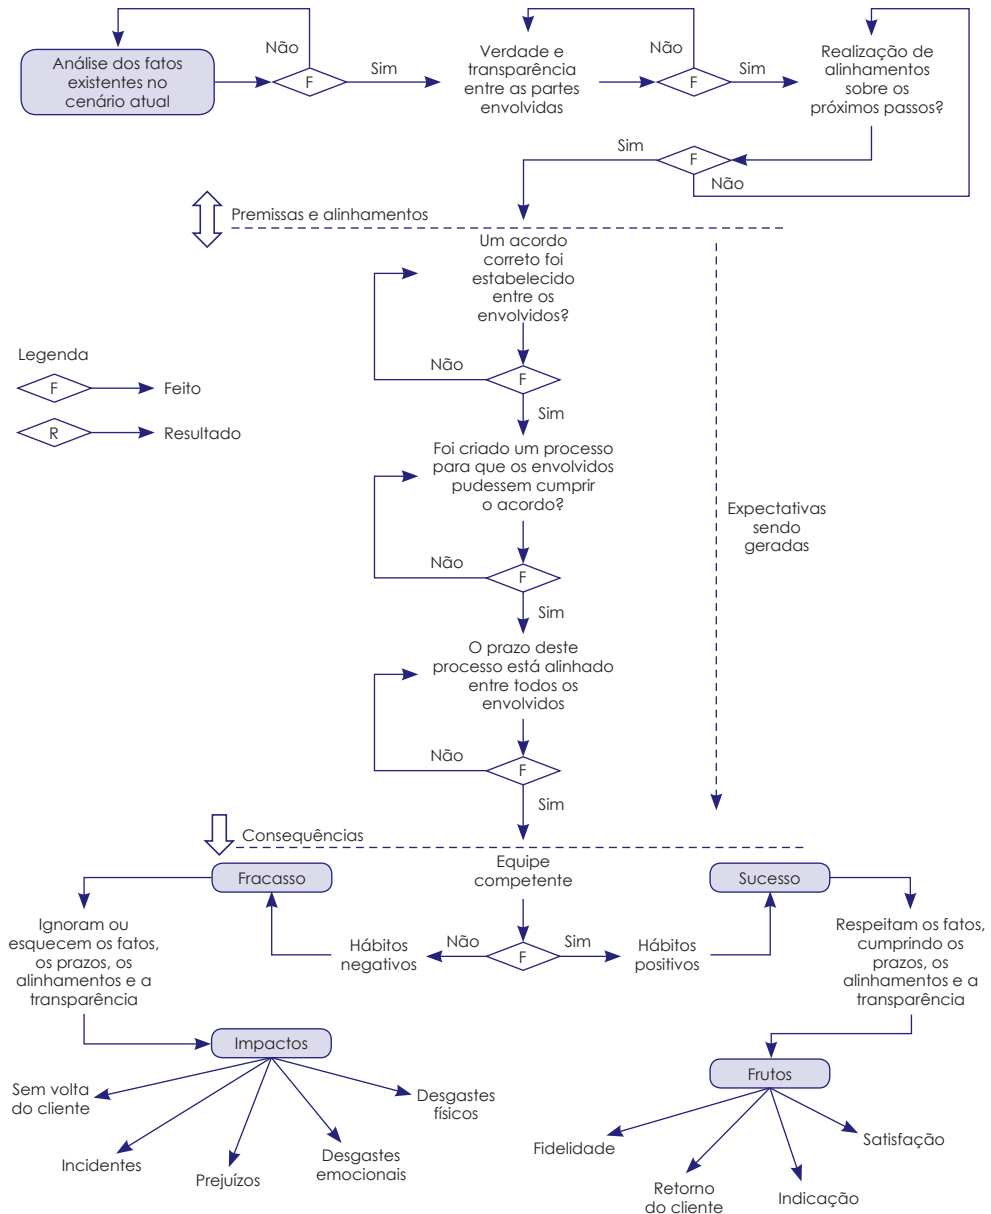 Análise dos fatos
existentes no
cenário atual
Não
F
Sim
Verdade e
transparência
entre as partes
envolvidas
Não
F
Sim
Realização de
alinhamentos
sobre os
próximos passos?
Sim
F
Não
Premissas e alinhamentos
Um acordo
correto foi
estabelecido
entre os
envolvidos?
Não
F
Sim
Legenda
F
Feito
R
Resultado
Foi criado um processo
para que os envolvidos
pudessem cumprir
o acordo?
Não
F
Sim
Expectativas
sendo
geradas
O prazo deste
processo está alinhado
entre todos os
envolvidos
Não
F
Sim
Consequências
Equipe
competente
Não
F
Sim
Hábitos
negativos
Hábitos
positivos
Fracasso
Sucesso
Ignoram ou
esquecem os fatos,
os prazos, os
alinhamentos e a
transparência
Respeitam os fatos,
cumprindo os
prazos, os
alinhamentos e a
transparência
Impactos
Sem volta
do cliente
Incidentes
Prejuízos
Desgastes
emocionais
Desgastes
físicos
Frutos
Fidelidade
Retorno
do cliente
Indicação
Satisfação